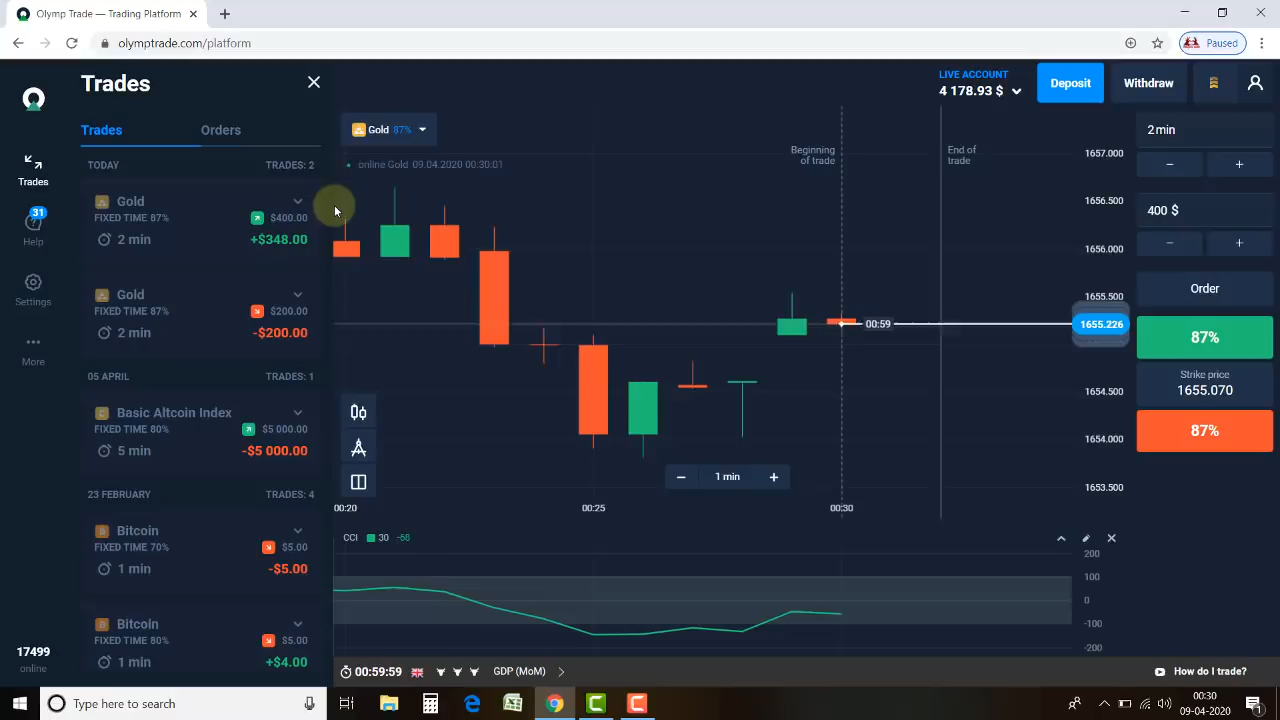 Olymp Trade — Trading Platform
olymptrade.com/platform
Paused
Trades
Trades
Orders
TODAY
TRADES: 2
Gold
FIXED TIME 87%
$400.00
2 min
+$348.00
Gold
FIXED TIME 87%
$200.00
2 min
-$200.00
05 APRIL
TRADES: 1
Basic Altcoin Index
FIXED TIME 80%
$5 000.00
5 min
-$5 000.00
23 FEBRUARY
TRADES: 4
Bitcoin
FIXED TIME 70%
$5.00
1 min
-$5.00
Bitcoin
FIXED TIME 80%
$5.00
1 min
+$4.00
Trades
31
Help
Settings
More
17499
online
LIVE ACCOUNT
4 178.93 $
Deposit
Withdraw
Gold 87%
online Gold 09.04.2020 00:30:01
Beginning
of trade
End of
trade
1657.000
1656.500
1656.000
1655.500
1655.226
1654.500
1654.000
1653.500
00:59
1 min
00:20
00:25
00:30
CCI 30 -56
200
100
0
-100
-200
2 min
400 $
Order
87%
Strike price
1655.070
87%
00:59:59
GDP (MoM)
How do I trade?
Type here to search
00:30
09-04-2020